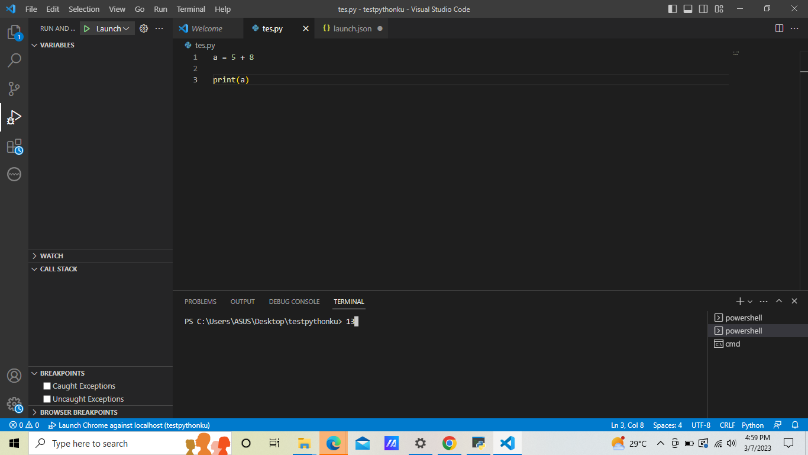 File Edit Selection View Go Run Terminal Help
tes.py - testpythonku - Visual Studio Code
RUN AND ... Launch
Welcome
tes.py
launch.json
VARIABLES
tes.py
1 a = 5 + 8
2
3 print(a)
WATCH
CALL STACK
PROBLEMS OUTPUT DEBUG CONSOLE TERMINAL
PS C:\Users\ASUS\Desktop\testpythonku> 13
powershell
powershell
cmd
BREAKPOINTS
Caught Exceptions
Uncaught Exceptions
BROWSER BREAKPOINTS
1
0 0 Launch Chrome against localhost (testpythonku)
Ln 3, Col 8 Spaces: 4 UTF-8 CRLF Python
Type here to search
29°C
4:59 PM
3/7/2023